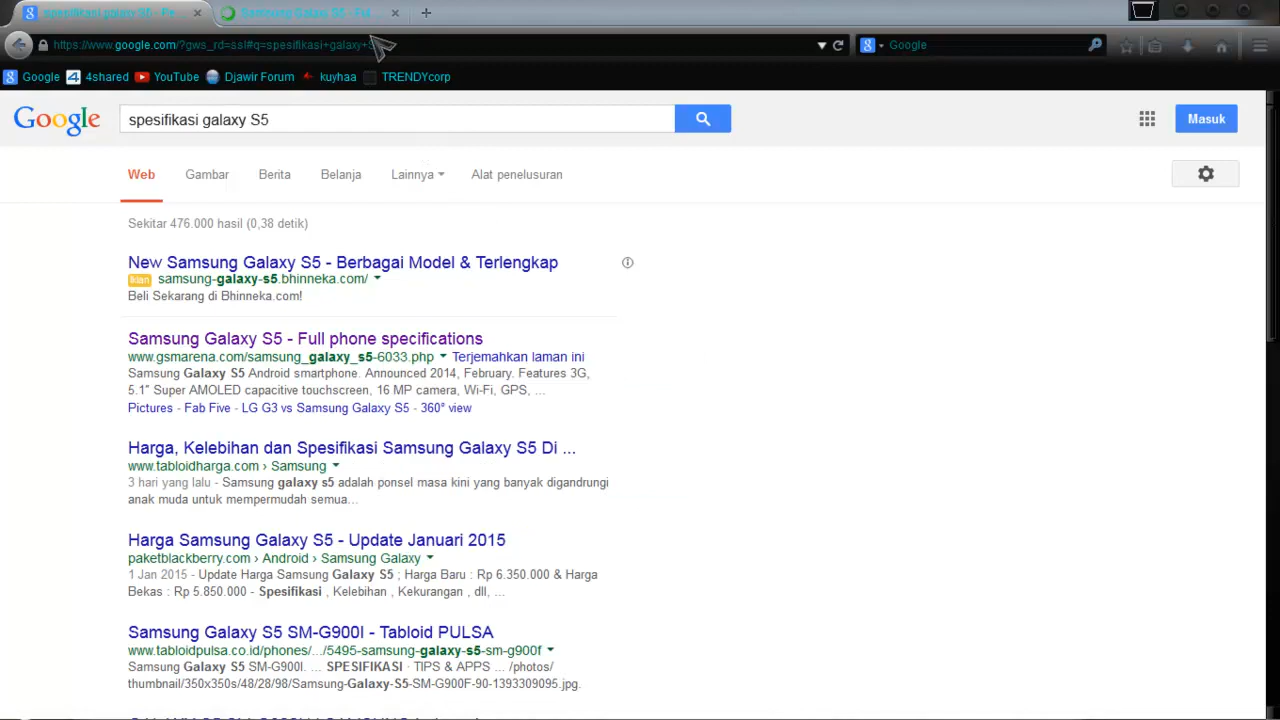 spesifikasi galaxy S5 - Pe...
Samsung Galaxy S5 - Full ...
https://www.google.com/?gws_rd=ssl#q=spesifikasi+galaxy+
Google
Google
4shared
YouTube
Djawir Forum
kuyhaa
TRENDYcorp
Google
spesifikasi galaxy S5
Masuk
Web
Gambar
Berita
Belanja
Lainnya
Alat penelusuran
Sekitar 476.000 hasil (0,38 detik)
New Samsung Galaxy S5 - Berbagai Model & Terlengkap
Iklan samsung-galaxy-s5.bhinneka.com/
Beli Sekarang di Bhinneka.com!
Samsung Galaxy S5 - Full phone specifications
www.gsmarena.com/samsung_galaxy_s5-6033.php Terjemahkan laman ini
Samsung Galaxy S5 Android smartphone. Announced 2014, February. Features 3G,
5.1" Super AMOLED capacitive touchscreen, 16 MP camera, Wi-Fi, GPS, ...
Pictures - Fab Five - LG G3 vs Samsung Galaxy S5 - 360° view
Harga, Kelebihan dan Spesifikasi Samsung Galaxy S5 Di ...
www.tabloidharga.com › Samsung
3 hari yang lalu - Samsung galaxy s5 adalah ponsel masa kini yang banyak digandrungi
anak muda untuk mempermudah semua...
Harga Samsung Galaxy S5 - Update Januari 2015
paketblackberry.com › Android › Samsung Galaxy
1 Jan 2015 - Update Harga Samsung Galaxy S5 ; Harga Baru : Rp 6.350.000 & Harga
Bekas : Rp 5.850.000 - Spesifikasi , Kelebihan , Kekurangan , dll, ...
Samsung Galaxy S5 SM-G900I - Tabloid PULSA
www.tabloidpulsa.co.id/phones/.../5495-samsung-galaxy-s5-sm-g900f
Samsung Galaxy S5 SM-G900I. ... SPESIFIKASI · TIPS & APPS ... /photos/
thumbnail/350x350s/48/28/98/Samsung-Galaxy-S5-SM-G900F-90-1393309095.jpg.